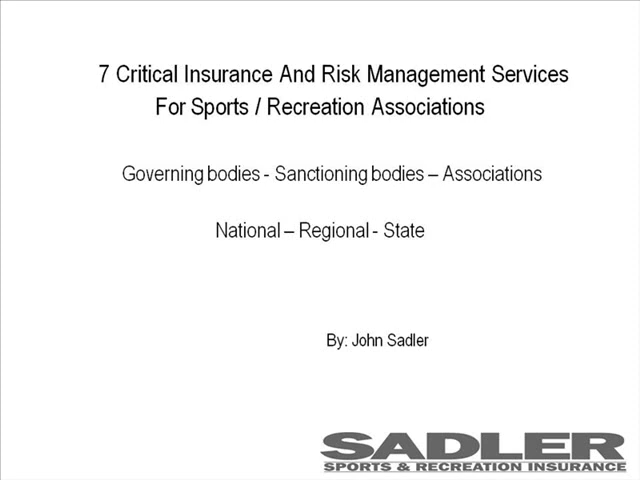 7 Critical Insurance And Risk Management Services
For Sports / Recreation Associations
Governing bodies - Sanctioning bodies – Associations
National – Regional - State
By: John Sadler
SADLER
SPORTS & RECREATION INSURANCE